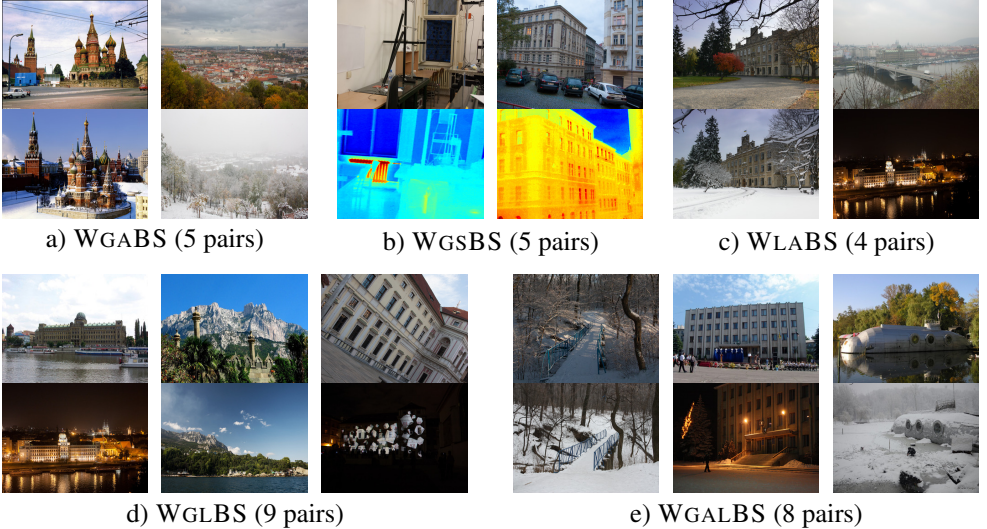 a) WGABS (5 pairs)
b) WGSBS (5 pairs)
c) WLABS (4 pairs)
d) WGLBS (9 pairs)
e) WGALBS (8 pairs)